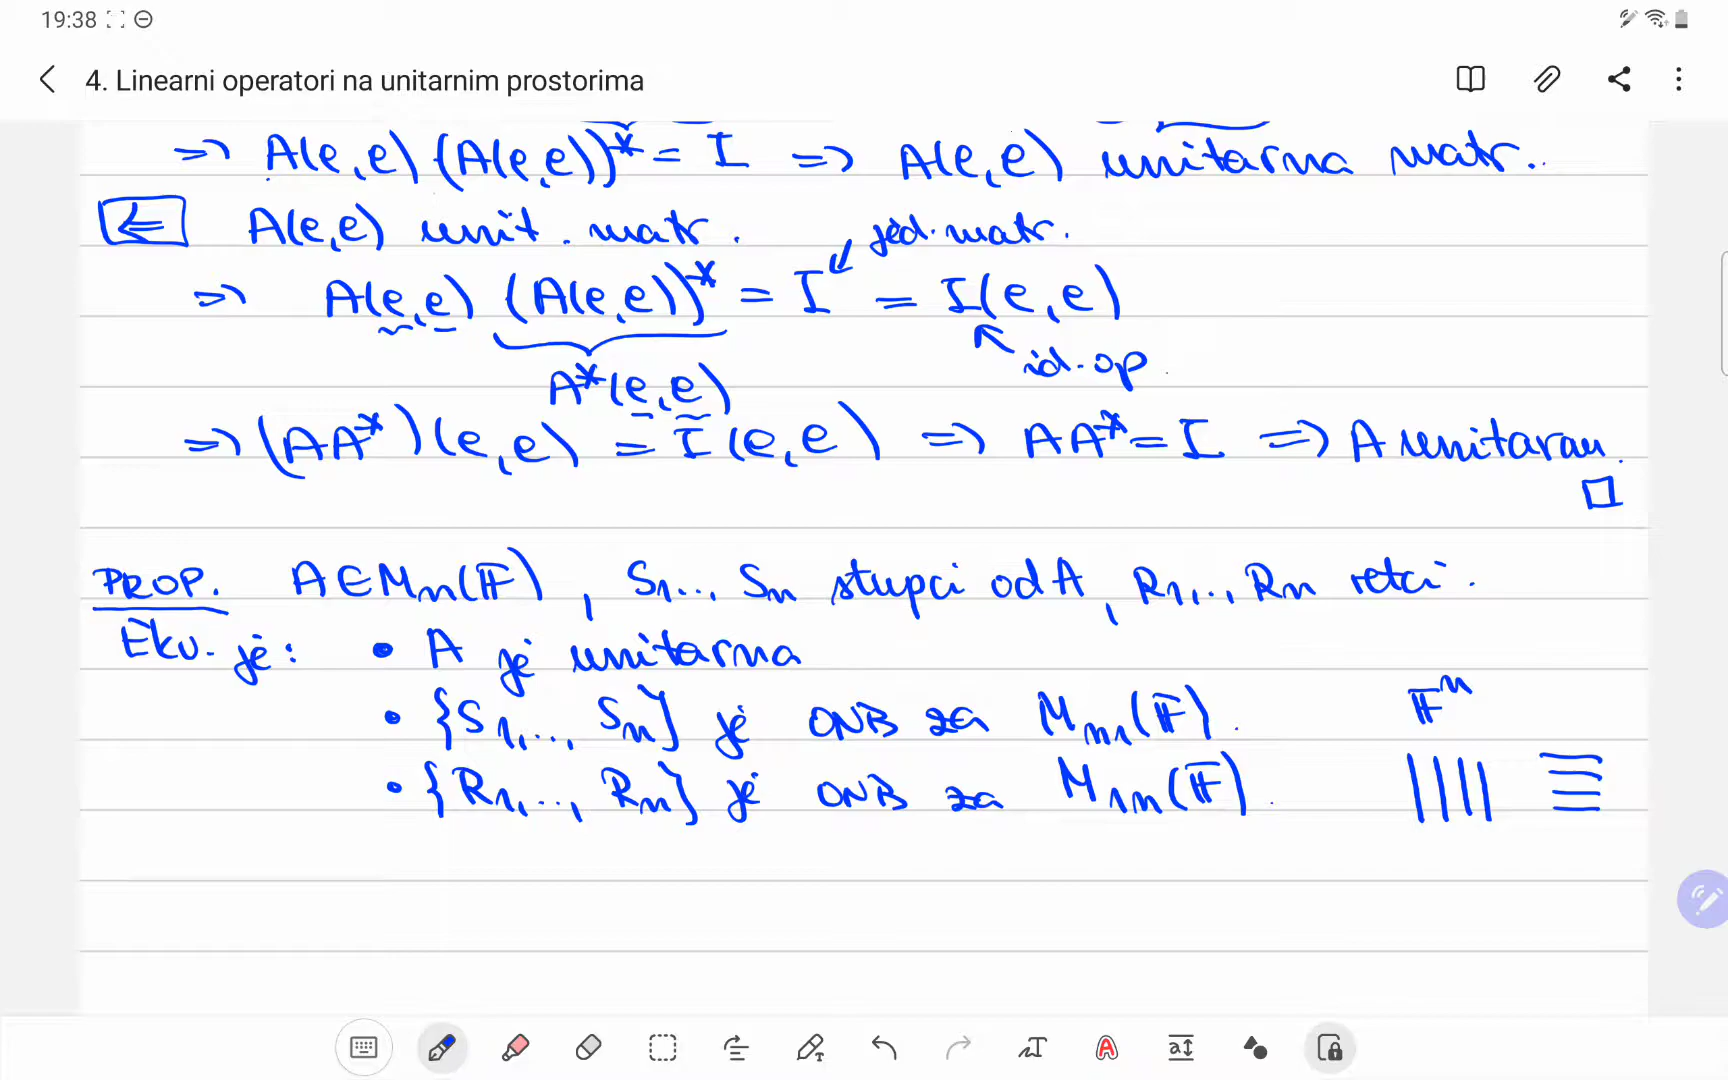 19:38
4. Linearni operatori na unitarnim prostorima
=> A(e,e) (A(e,e))* = I => A(e,e) unitarna matr.
⇐ A(e,e) unit. matr. jed. matr.
=> A(e,e) (A(e,e))* = I = I(e,e)
A*(e,e) id. op.
=> (AA*)(e,e) = I(e,e) => AA* = I => A unitaran.
□
PROP. A∈Mn(𝔽), S1,..., Sn stupci od A, R1,..., Rn retci.
Ekv. je: • A je unitarna
• {S1,..., Sn} je ONB za Mn1(𝔽). 𝔽ⁿ
• {R1,..., Rn} je ONB za M1n(𝔽).